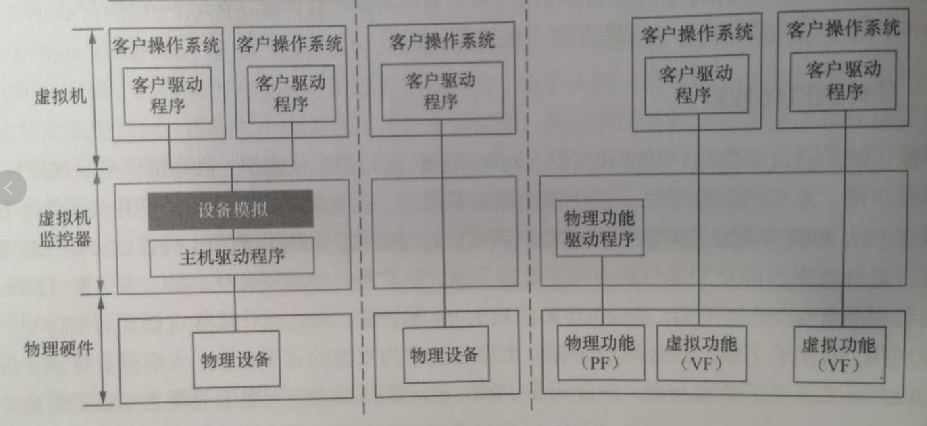 虚拟机
虚拟机
监控器
物理硬件
客户操作系统
客户驱动
程序
客户操作系统
客户驱动
程序
设备模拟
主机驱动程序
物理设备
客户操作系统
客户驱动
程序
物理设备
客户操作系统
客户驱动
程序
客户操作系统
客户驱动
程序
物理功能
驱动程序
物理功能
（PF）
虚拟功能
（VF）
虚拟功能
（VF）